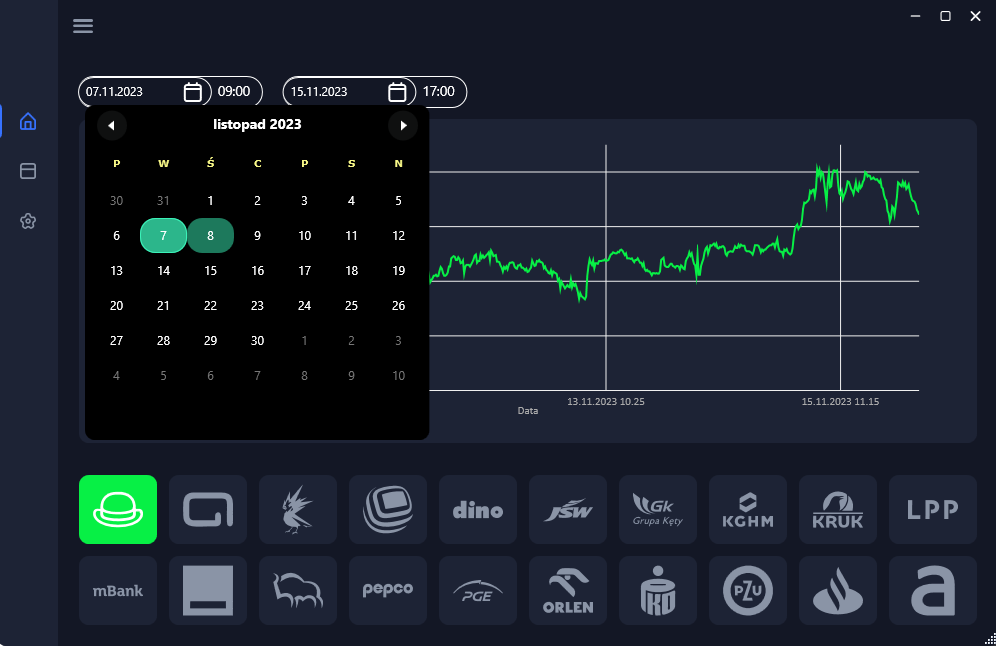 07.11.2023 09:00 15.11.2023 17:00
listopad 2023
P W Ś C P S N
30 31 1 2 3 4 5
6 7 8 9 10 11 12
13 14 15 16 17 18 19
20 21 22 23 24 25 26
27 28 29 30 1 2 3
4 5 6 7 8 9 10
13.11.2023 10.25 15.11.2023 11.15
Data
dino JSW Gk Grupa Kęty KGHM KRUK LPP
mBank pepco PGE ORLEN PKO PZU a